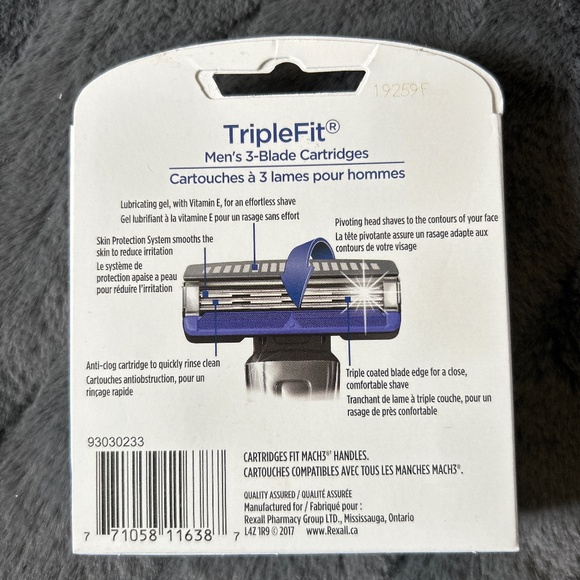 19259F
TripleFit®
Men's 3-Blade Cartridges
Cartouches à 3 lames pour hommes
Lubricating gel, with Vitamin E, for an effortless shave
Gel lubrifiant à la vitamine E pour un rasage sans effort
Pivoting head shaves to the contours of your face
La tête pivotante assure un rasage adapte aux
contours de votre visage
Skin Protection System smooths the
skin to reduce irritation
Le système de
protection apaise a peau
pour réduire l'irritation
Anti-clog cartridge to quickly rinse clean
Cartouches antiobstruction, pour un
rinçage rapide
Triple coated blade edge for a close,
comfortable shave
Tranchant de lame à triple couche, pour un
rasage de près confortable
93030233
7 71058 11638 7
CARTRIDGES FIT MACH3®' HANDLES.
CARTOUCHES COMPATIBLES AVEC TOUS LES MANCHES MACH3®.
QUALITY ASSURED / QUALITÉ ASSURÉE
Manufactured for / Fabriqué pour :
Rexall Pharmacy Group LTD., Mississauga, Ontario
L4Z 1R9 © 2017 www.Rexall.ca